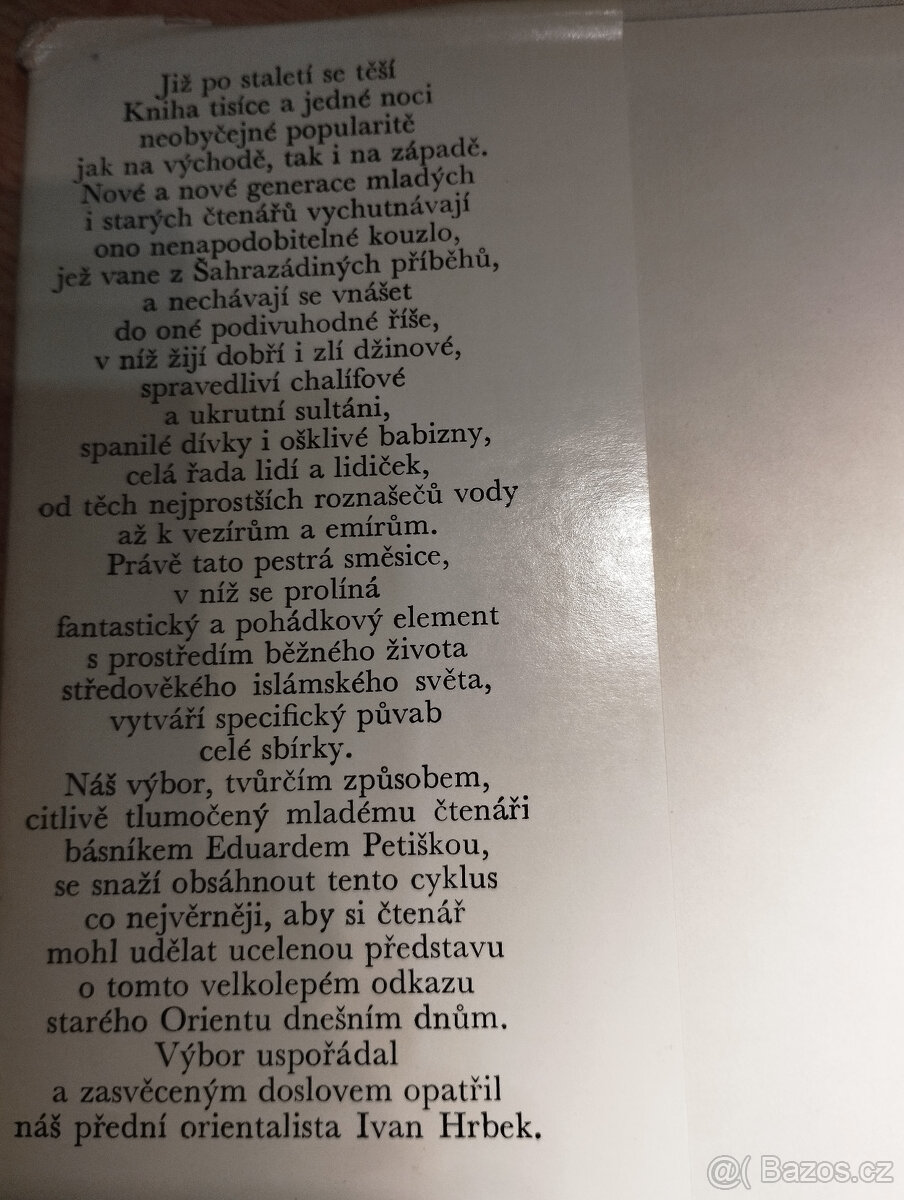 Již po staletí se těší
Kniha tisíce a jedné noci
neobyčejné popularitě
jak na východě, tak i na západě.
Nové a nové generace mladých
i starých čtenářů vychutnávají
ono nenapodobitelné kouzlo,
jež vane z Šahrazádiných příběhů,
a nechávají se vnášet
do oné podivuhodné říše,
v níž žijí dobří i zlí džinové,
spravedliví chalífové
a ukrutní sultáni,
spanilé dívky i ošklivé babizny,
celá řada lidí a lidiček,
od těch nejprostších roznašečů vody
až k vezírům a emírům.
Právě tato pestrá směsice,
v níž se prolíná
fantastický a pohádkový element
s prostředím běžného života
středověkého islámského světa,
vytváří specifický půvab
celé sbírky.
Náš výbor, tvůrčím způsobem,
citlivě tlumočený mladému čtenáři
básníkem Eduardem Petiškou,
se snaží obsáhnout tento cyklus
co nejvěrněji, aby si čtenář
mohl udělat ucelenou představu
o tomto velkolepém odkazu
starého Orientu dnešním dnům.
Výbor uspořádal
a zasvěceným doslovem opatřil
náš přední orientalista Ivan Hrbek.
@( Bazos.cz